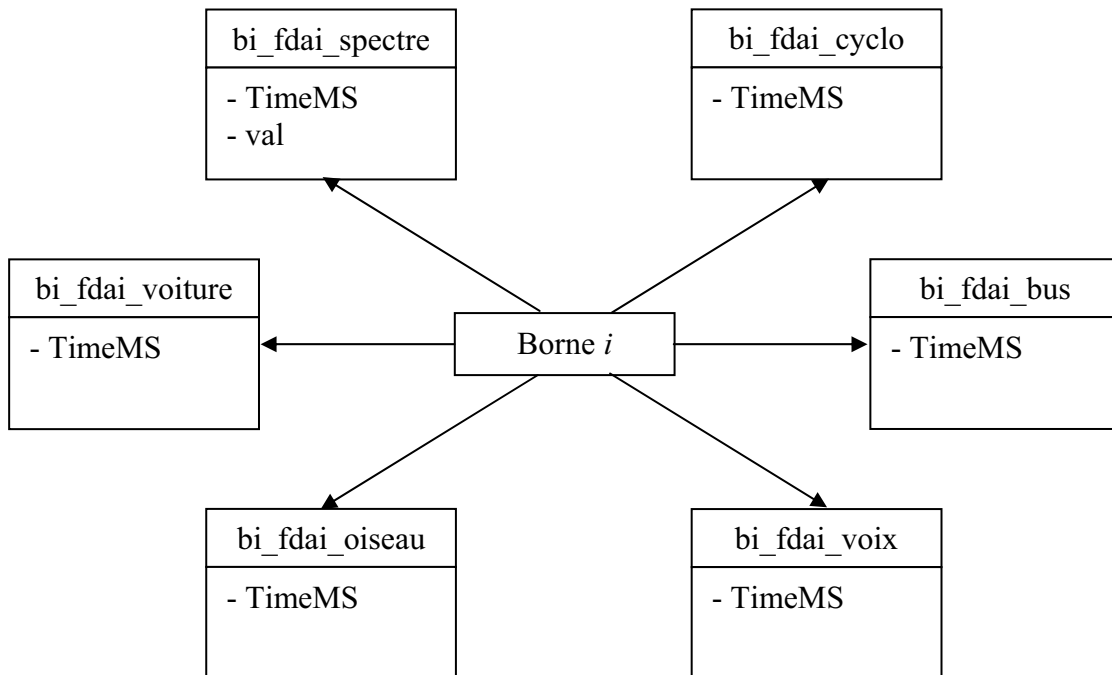 bi_fdai_spectre
- TimeMS
- val
bi_fdai_cyclo
- TimeMS
bi_fdai_voiture
- TimeMS
Borne i
bi_fdai_bus
- TimeMS
bi_fdai_oiseau
- TimeMS
bi_fdai_voix
- TimeMS